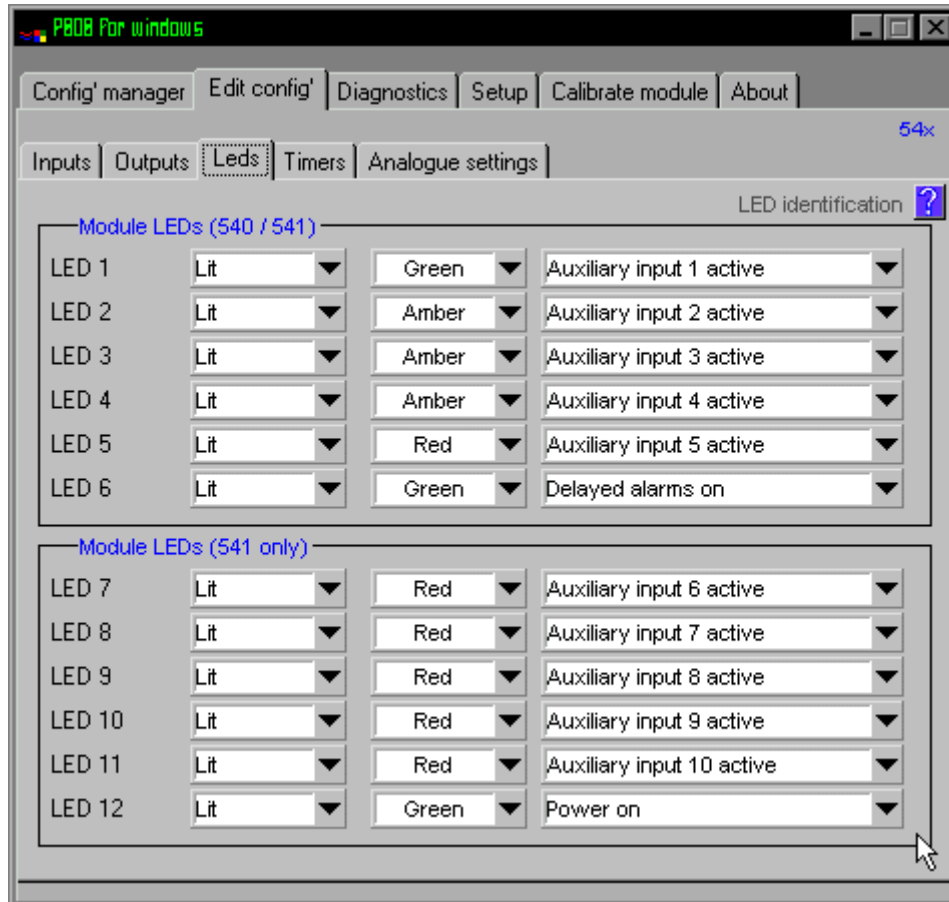 P808 For windows
Config' manager Edit config' Diagnostics Setup Calibrate module About
54x
Inputs Outputs Leds Timers Analogue settings
LED identification ?
Module LEDs (540 / 541)
LED 1 Lit Green Auxiliary input 1 active
LED 2 Lit Amber Auxiliary input 2 active
LED 3 Lit Amber Auxiliary input 3 active
LED 4 Lit Amber Auxiliary input 4 active
LED 5 Lit Red Auxiliary input 5 active
LED 6 Lit Green Delayed alarms on
Module LEDs (541 only)
LED 7 Lit Red Auxiliary input 6 active
LED 8 Lit Red Auxiliary input 7 active
LED 9 Lit Red Auxiliary input 8 active
LED 10 Lit Red Auxiliary input 9 active
LED 11 Lit Red Auxiliary input 10 active
LED 12 Lit Green Power on